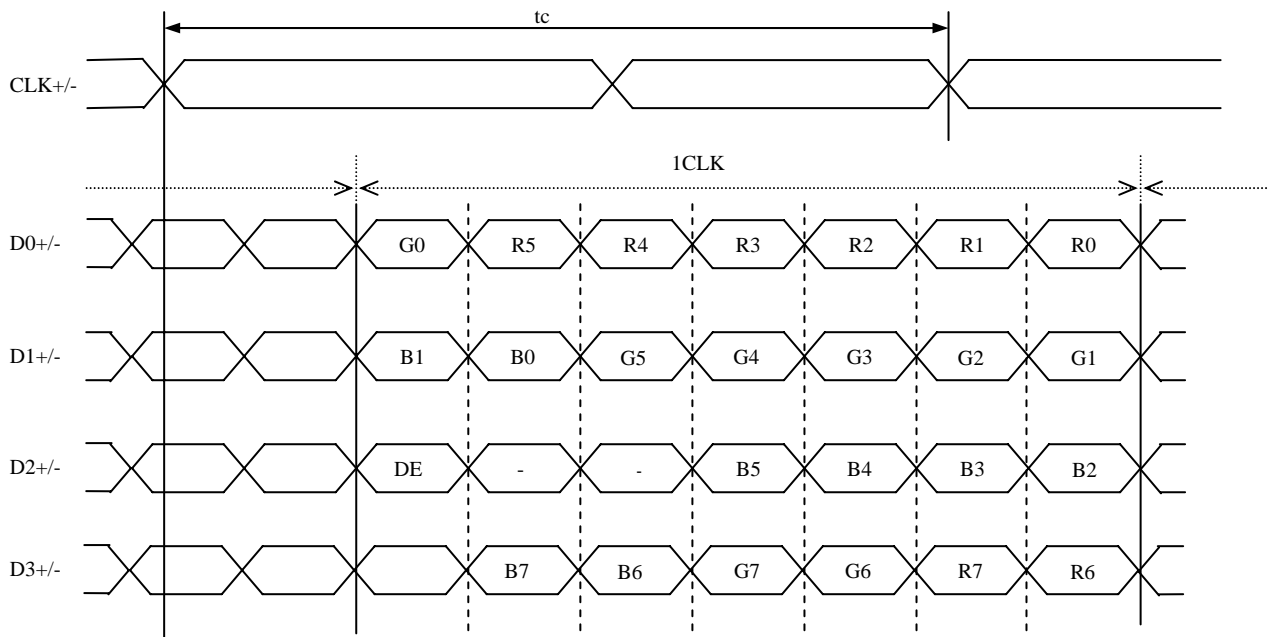 tc
CLK+/-
1CLK
D0+/- G0 R5 R4 R3 R2 R1 R0
D1+/- B1 B0 G5 G4 G3 G2 G1
D2+/- DE - - B5 B4 B3 B2
D3+/- B7 B6 G7 G6 R7 R6